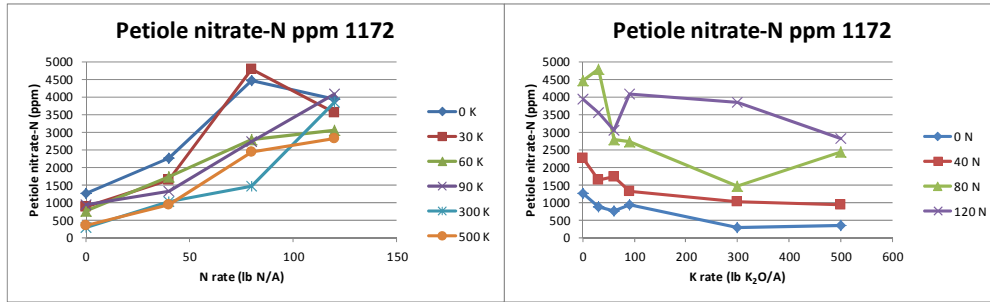 Petiole nitrate-N ppm 1172
Petiole nitrate-N (ppm)
5000
4500
4000
3500
3000
2500
2000
1500
1000
500
0
0
50
100
150
N rate (lb N/A)
0 K
30 K
60 K
90 K
300 K
500 K
Petiole nitrate-N ppm 1172
Petiole nitrate-N (ppm)
5000
4500
4000
3500
3000
2500
2000
1500
1000
500
0
0
100
200
300
400
500
600
K rate (lb K₂O/A)
0 N
40 N
80 N
120 N